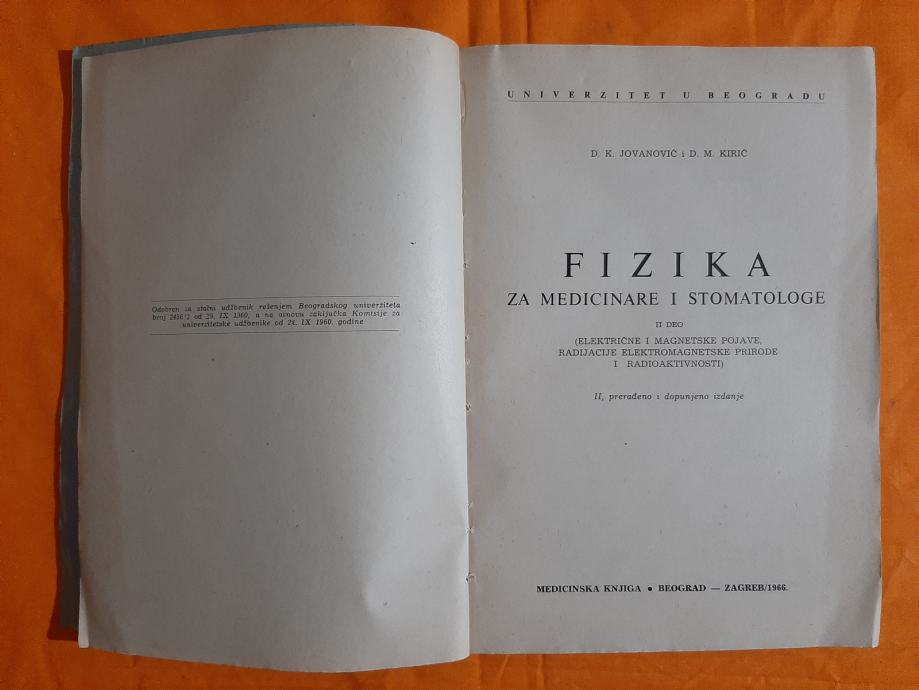 Odobren za stalni udžbenik rešenjem Beogradskog univerziteta
broj 2456/2 od 29. IX 1960, a na osnovu zaključka Komisije za
univerzitetske udžbenike od 24. IX 1960. godine
UNIVERZITET U BEOGRADU
D. K. JOVANOVIĆ i D. M. KIRIĆ
FIZIKA
ZA MEDICINARE I STOMATOLOGE
II DEO
(ELEKTRIČNE I MAGNETSKE POJAVE,
RADIJACIJE ELEKTROMAGNETSKE PRIRODE
I RADIOAKTIVNOSTI)
II, prerađeno i dopunjeno izdanje
MEDICINSKA KNJIGA • BEOGRAD — ZAGREB/1966.